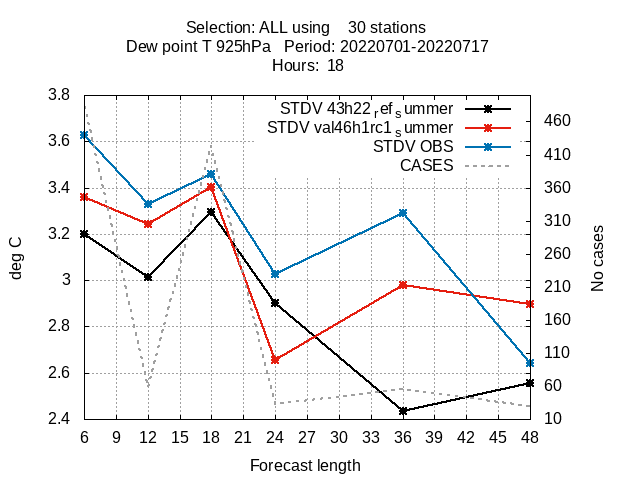 Selection: ALL using    30 stations
Dew point T 925hPa   Period: 20220701-20220717
Hours:  18
STDV 43h22_ref_summer
STDV val46h1rc1_summer
STDV OBS
CASES
3.8
3.6
3.4
3.2
3
2.8
2.6
2.4
deg C
460
410
360
310
260
210
160
110
60
10
No cases
6 9 12 15 18 21 24 27 30 33 36 39 42 45 48
Forecast length